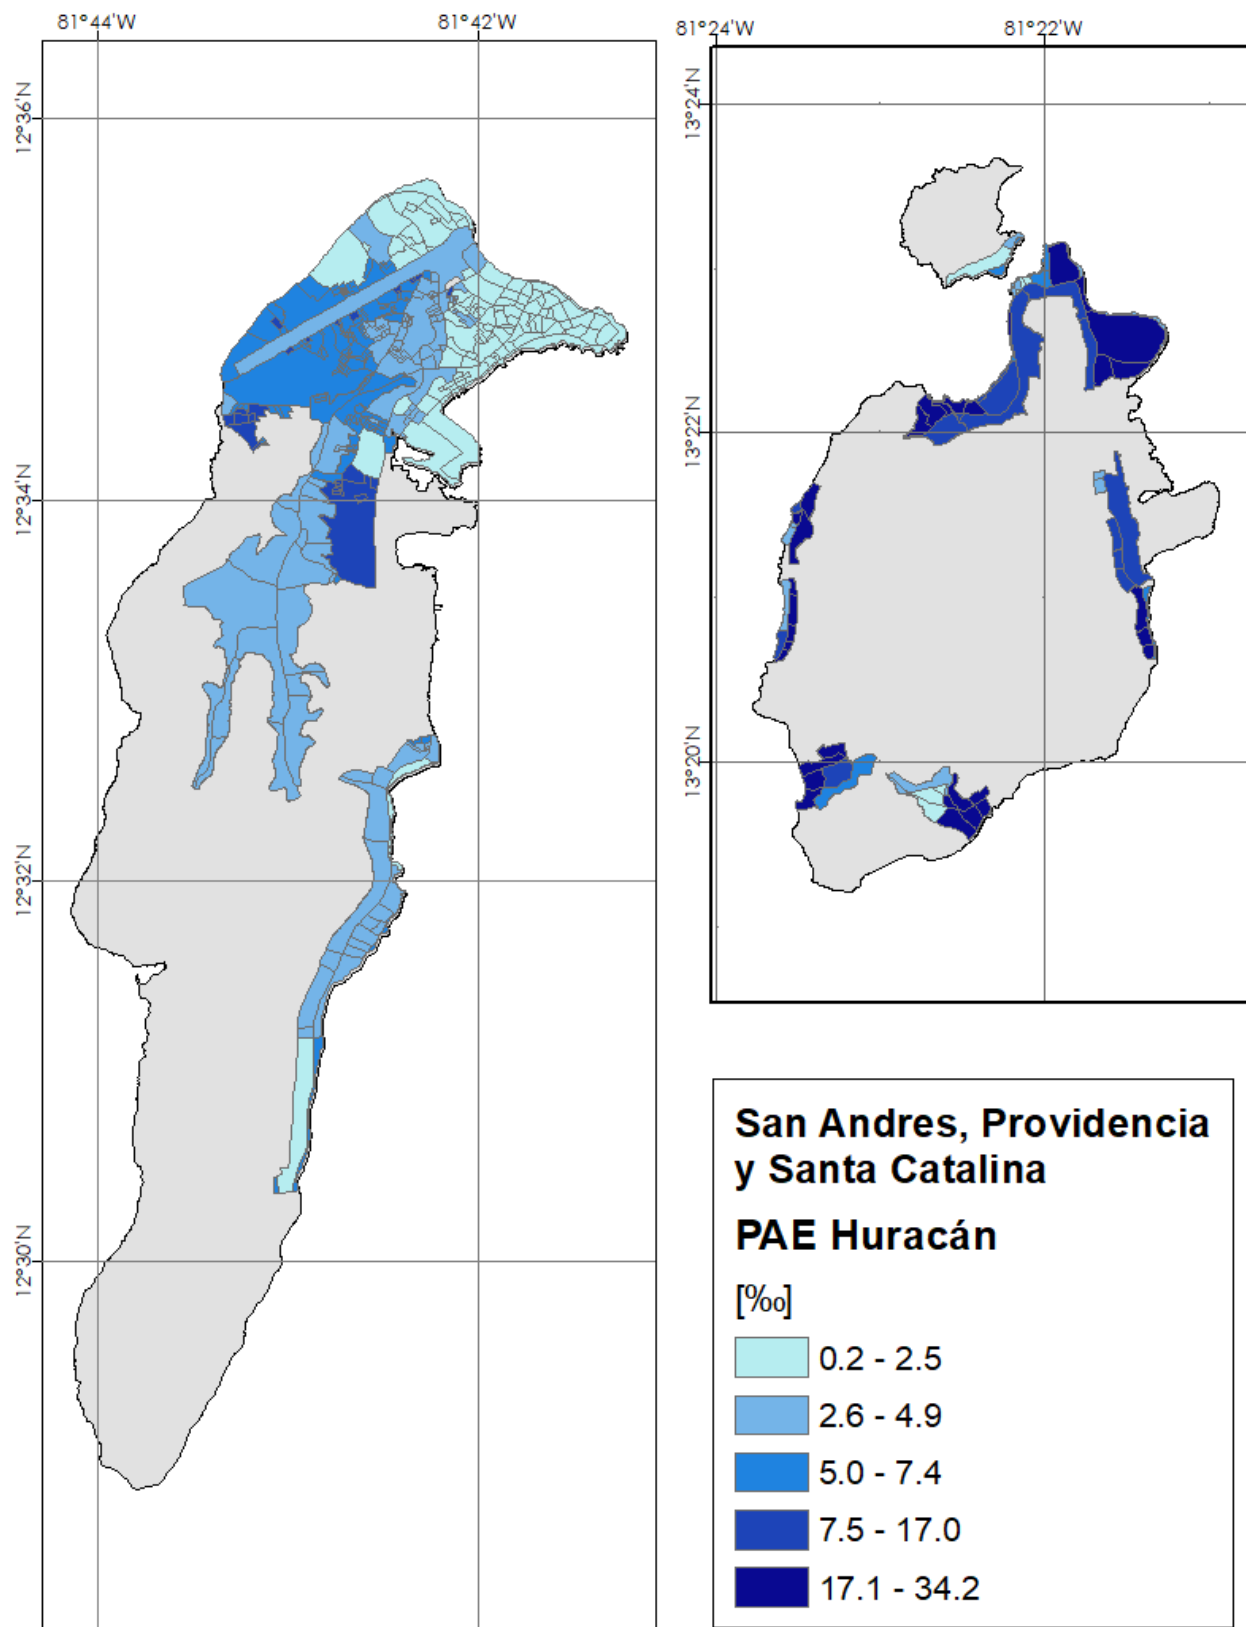 81°44'W
81°42'W
81°24'W
81°22'W
12°36'N
12°34'N
12°32'N
12°30'N
13°24'N
13°22'N
13°20'N
San Andres, Providencia
y Santa Catalina
PAE Huracán
[‰]
0.2 - 2.5
2.6 - 4.9
5.0 - 7.4
7.5 - 17.0
17.1 - 34.2